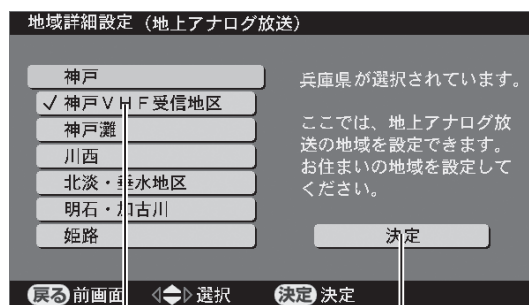 地域詳細設定(地上アナログ放送)
神戸
✓神戸VHF受信地区
神戸灘
川西
北淡・垂水地区
明石・加古川
姫路
兵庫県が選択されています。
ここでは、地上アナログ放
送の地域を設定できます。
お住まいの地域を設定して
ください。
決定
戻る 前画面 選択 決定 決定